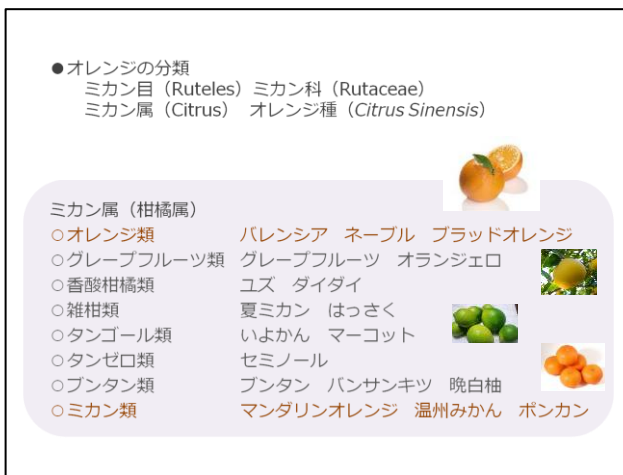 ●オレンジの分類
ミカン目（Ruteles）ミカン科（Rutaceae）
ミカン属（Citrus）　オレンジ種（Citrus Sinensis）
ミカン属（柑橘属）
○オレンジ類　バレンシア　ネーブル　ブラッドオレンジ
○グレープフルーツ類　グレープフルーツ　オランジェロ
○香酸柑橘類　ユズ　ダイダイ
○雑柑類　夏ミカン　はっさく
○タンゴール類　いよかん　マーコット
○タンゼロ類　セミノール
○ブンタン類　ブンタン　バンサンキツ　晩白柚
○ミカン類　マンダリンオレンジ　温州みかん　ポンカン